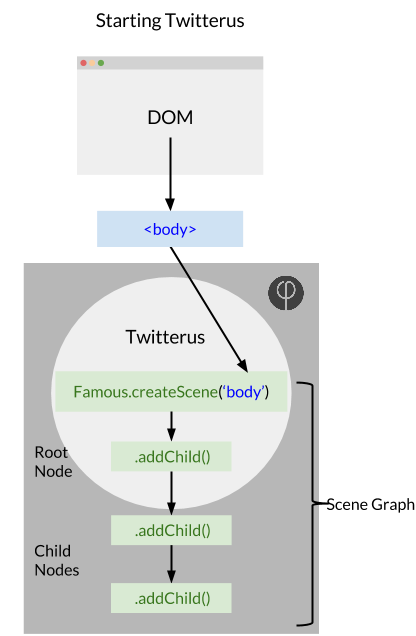 Starting Twitterus
DOM
<body>
Twitterus
Famous.createScene(‘body’)
Root
Node
.addChild()
Scene Graph
.addChild()
Child
Nodes
.addChild()